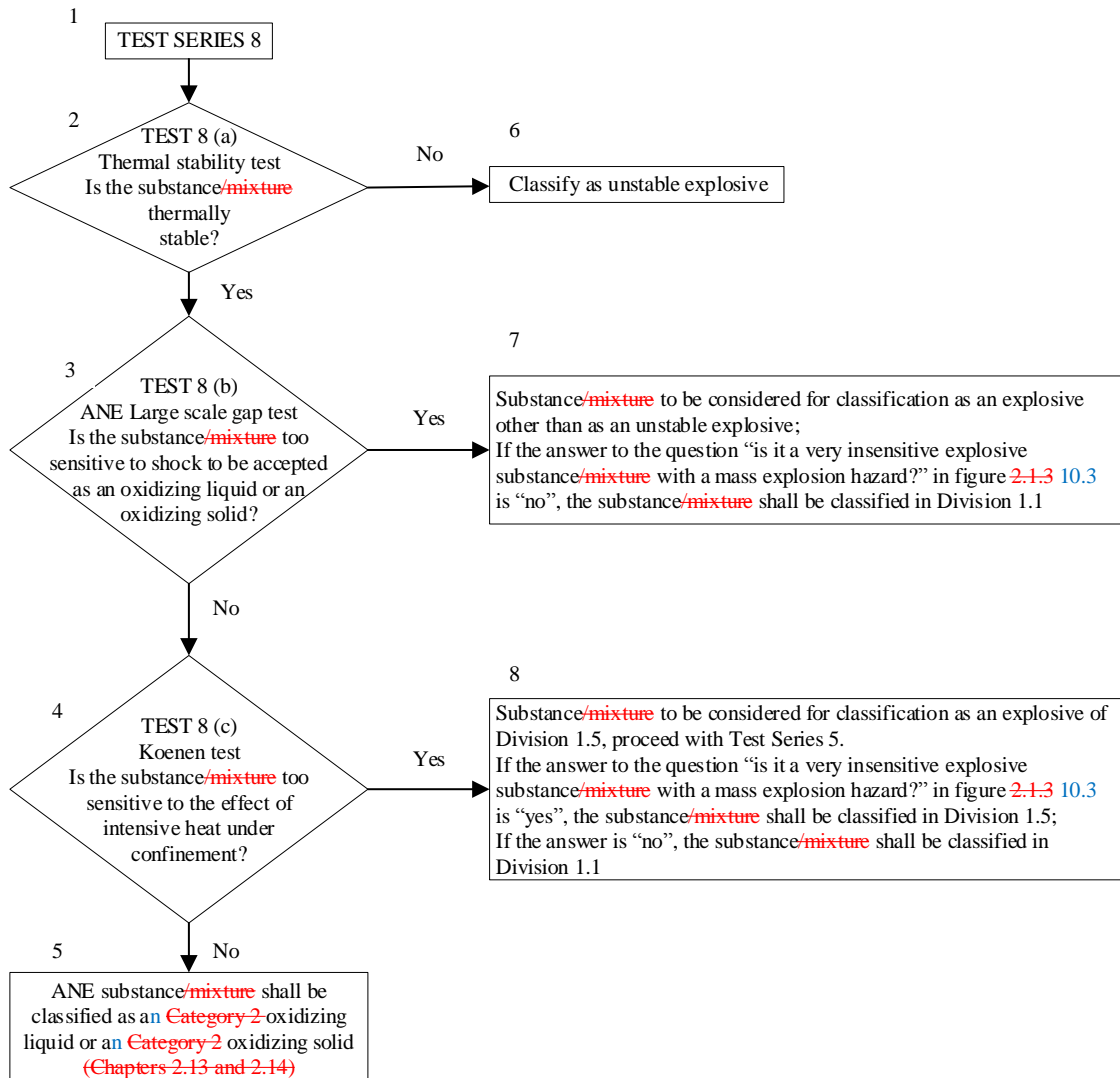 1
TEST SERIES 8
2
TEST 8 (a)
Thermal stability test
Is the substance/mixture
thermally
stable?
No
6
Classify as unstable explosive
Yes
3
TEST 8 (b)
ANE Large scale gap test
Is the substance/mixture too
sensitive to shock to be accepted
as an oxidizing liquid or an
oxidizing solid?
Yes
7
Substance/mixture to be considered for classification as an explosive
other than as an unstable explosive;
If the answer to the question “is it a very insensitive explosive
substance/mixture with a mass explosion hazard?” in figure 2.1.3 10.3
is “no”, the substance/mixture shall be classified in Division 1.1
No
4
TEST 8 (c)
Koenen test
Is the substance/mixture too
sensitive to the effect of
intensive heat under
confinement?
Yes
8
Substance/mixture to be considered for classification as an explosive of
Division 1.5, proceed with Test Series 5.
If the answer to the question “is it a very insensitive explosive
substance/mixture with a mass explosion hazard?” in figure 2.1.3 10.3
is “yes”, the substance/mixture shall be classified in Division 1.5;
If the answer is “no”, the substance/mixture shall be classified in
Division 1.1
No
5
ANE substance/mixture shall be
classified as an Category 2 oxidizing
liquid or an Category 2 oxidizing solid
(Chapters 2.13 and 2.14)